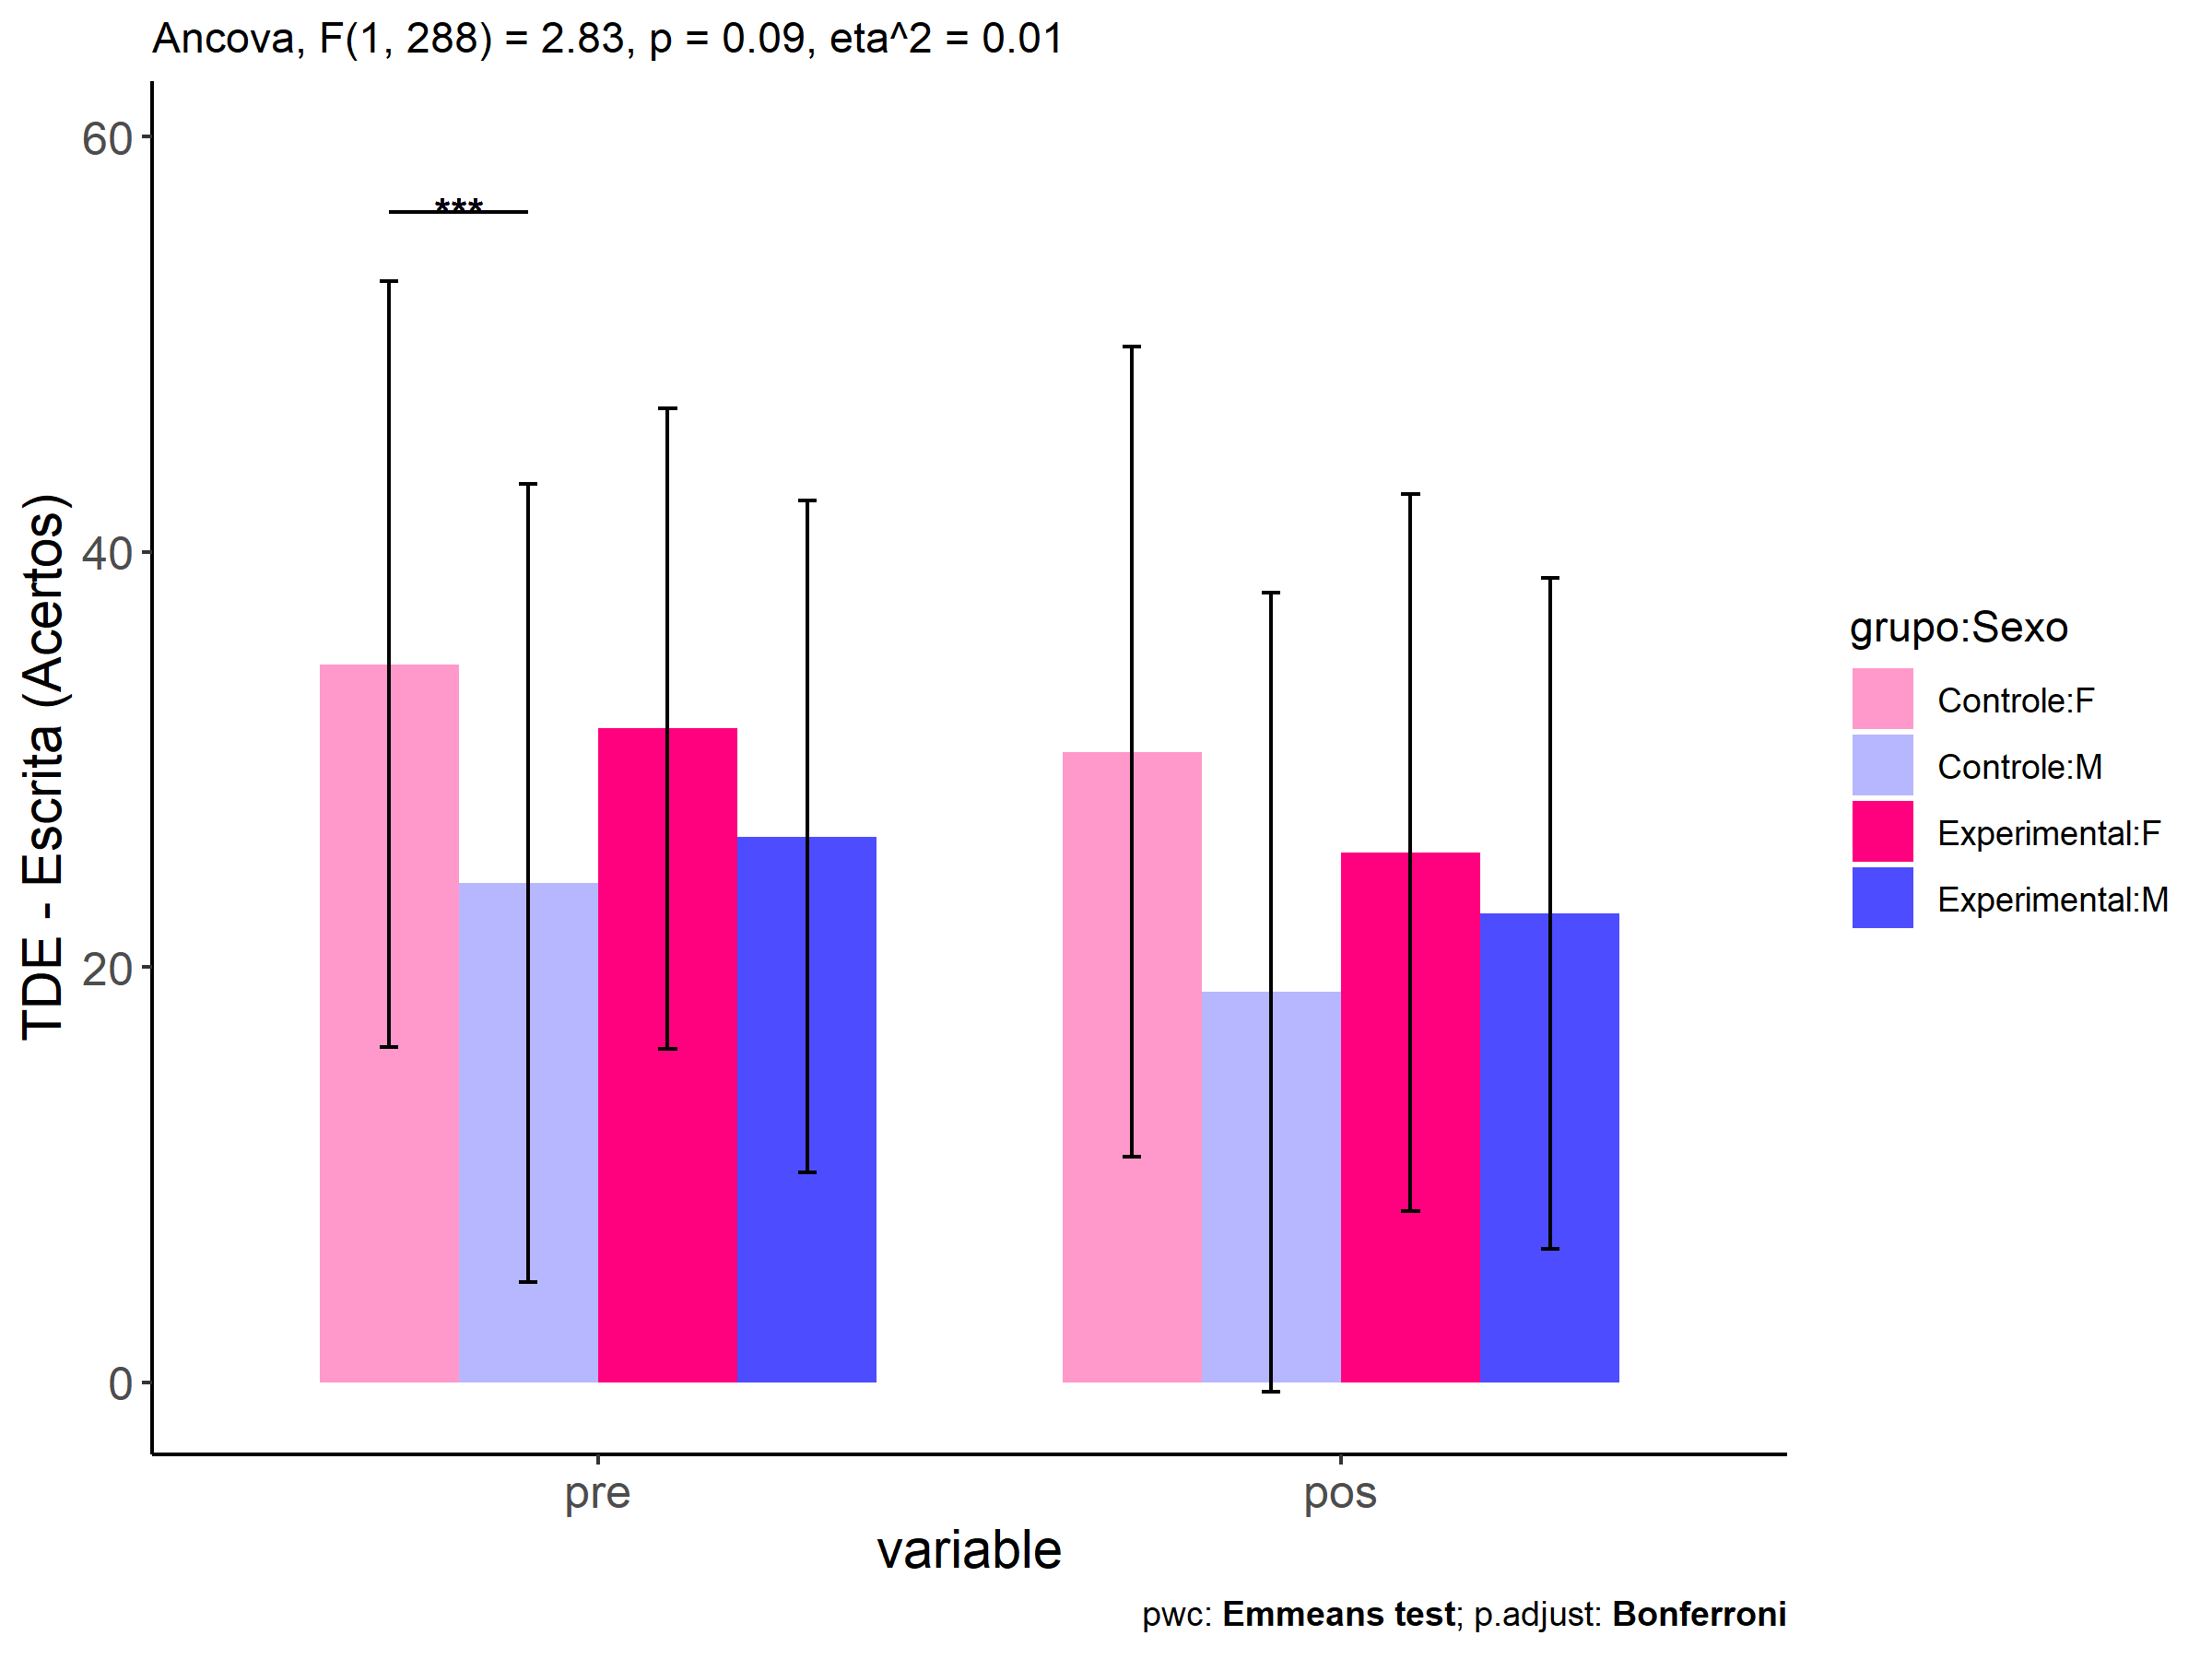 Ancova, F(1, 288) = 2.83, p = 0.09, eta^2 = 0.01
TDE - Escrita (Acertos)
60
40
20
0
***
pre
pos
variable
grupo:Sexo
Controle:F
Controle:M
Experimental:F
Experimental:M
pwc: Emmeans test; p.adjust: Bonferroni